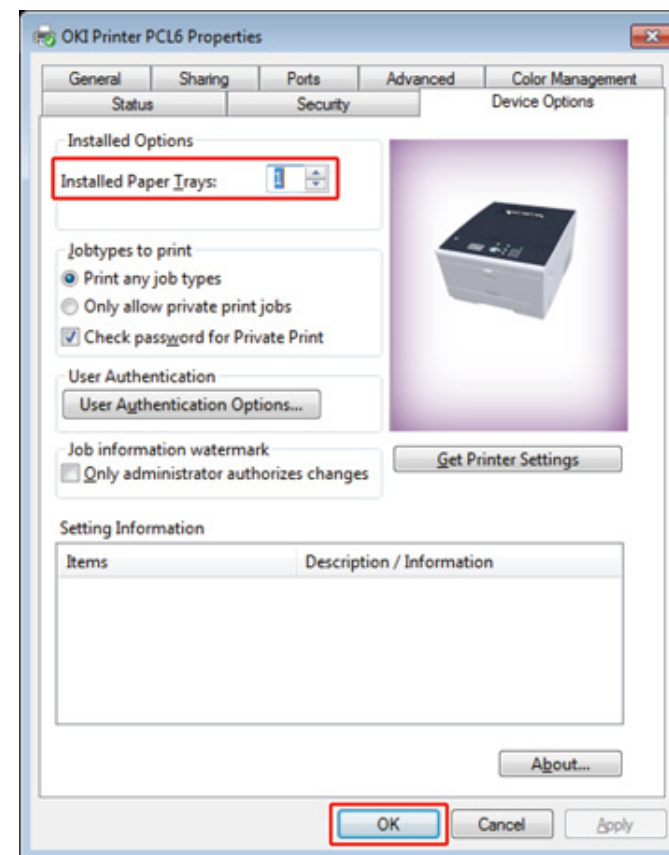 OKI Printer PCL6 Properties
General Sharing Ports Advanced Color Management
Status Security Device Options
Installed Options
Installed Paper Trays: 1
Jobtypes to print
Print any job types
Only allow private print jobs
Check password for Private Print
User Authentication
User Authentication Options...
Job information watermark
Only administrator authorizes changes
Get Printer Settings
Setting Information
Items Description / Information
About...
OK Cancel Apply